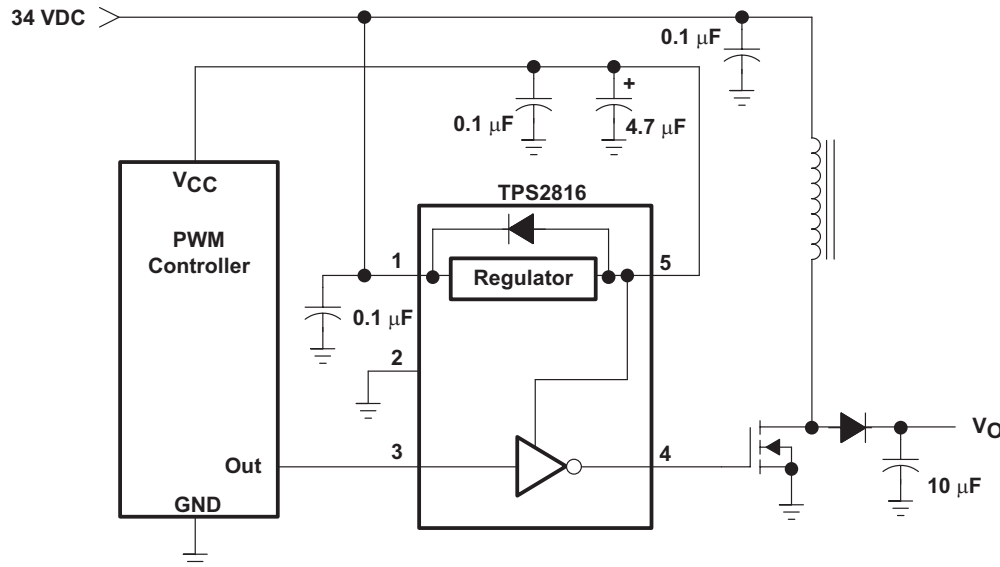 34 VDC
0.1 μF
+
0.1 μF
4.7 μF
TPS2816
VCC
PWM
Controller
1
Regulator
5
0.1 μF
2
Out
3
4
VO
10 μF
GND